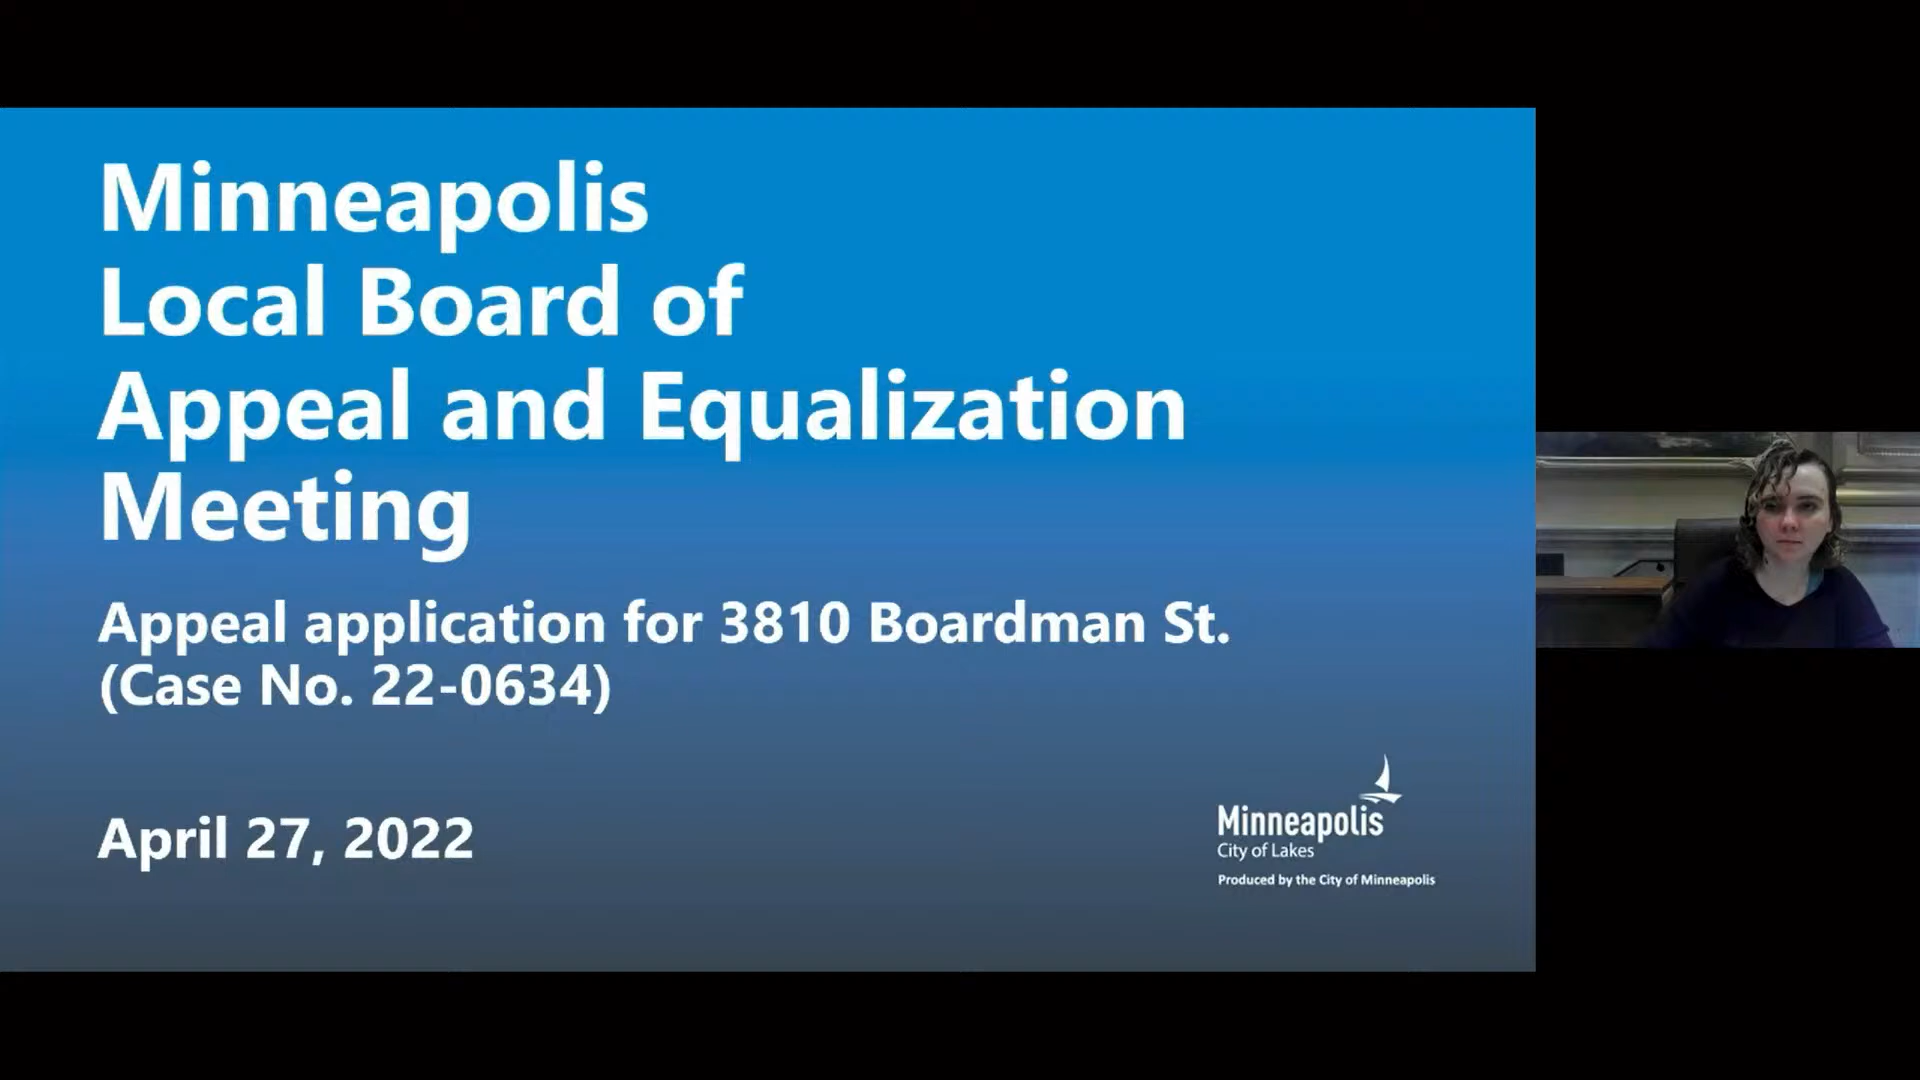 Minneapolis
Local Board of
Appeal and Equalization
Meeting
Appeal application for 3810 Boardman St.
(Case No. 22-0634)
April 27, 2022
Minneapolis
City of Lakes
Produced by the City of Minneapolis